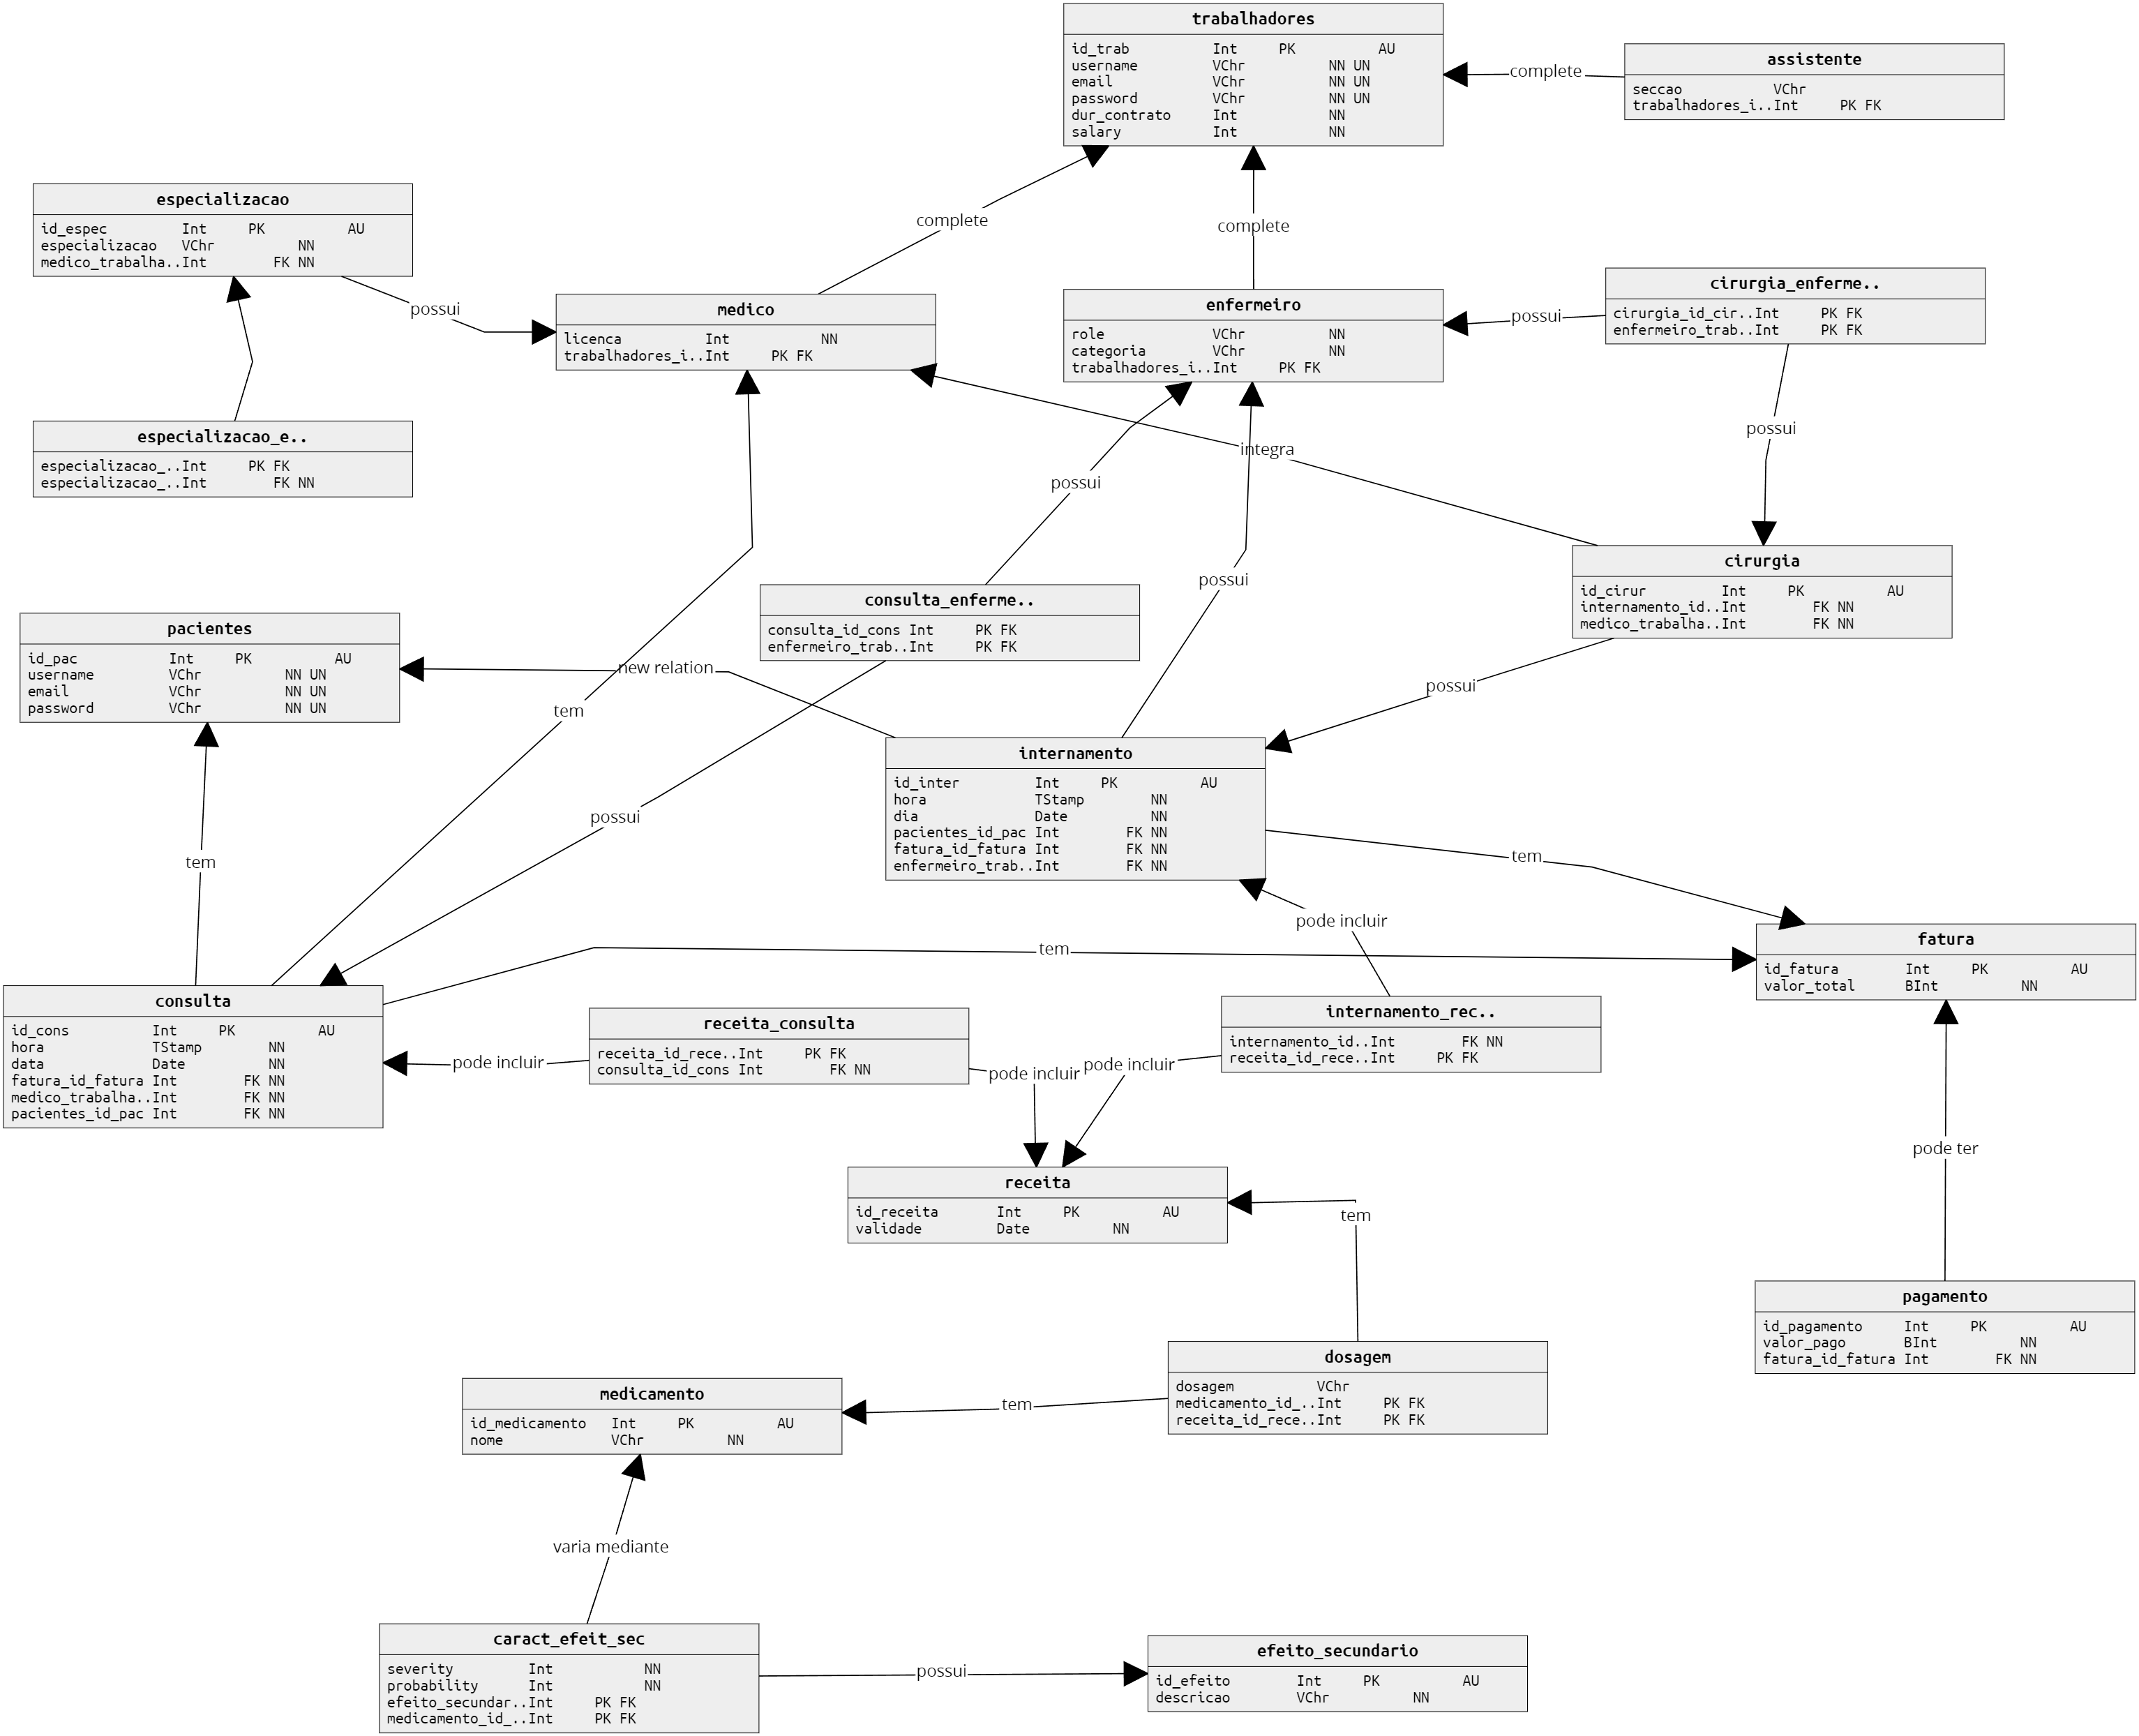 trabalhadores
id_trab Int PK AU
username VChr NN UN
email VChr NN UN
password VChr NN UN
dur_contrato Int NN
salary Int NN
assistente
seccao VChr
trabalhadores_i..Int PK FK
complete
complete
complete
especializacao
id_espec Int PK AU
especializacao VChr NN
medico_trabalha..Int FK NN
possui
medico
licenca Int NN
trabalhadores_i..Int PK FK
enfermeiro
role VChr NN
categoria VChr NN
trabalhadores_i..Int PK FK
possui
cirurgia_enferme..
cirurgia_id_cir..Int PK FK
enfermeiro_trab..Int PK FK
especializacao_e..
especializacao_..Int PK FK
especializacao_..Int FK NN
integra
possui
possui
possui
cirurgia
id_cirur Int PK AU
internamento_id..Int FK NN
medico_trabalha..Int FK NN
consulta_enferme..
consulta_id_cons Int PK FK
enfermeiro_trab..Int PK FK
pacientes
id_pac Int PK AU
username VChr NN UN
email VChr NN UN
password VChr NN UN
new relation
tem
possui
internamento
id_inter Int PK AU
hora TStamp NN
dia Date NN
pacientes_id_pac Int FK NN
fatura_id_fatura Int FK NN
enfermeiro_trab..Int FK NN
possui
tem
tem
pode incluir
tem
fatura
id_fatura Int PK AU
valor_total BInt NN
consulta
id_cons Int PK AU
hora TStamp NN
data Date NN
fatura_id_fatura Int FK NN
medico_trabalha..Int FK NN
pacientes_id_pac Int FK NN
pode incluir
receita_consulta
receita_id_rece..Int PK FK
consulta_id_cons Int FK NN
pode incluir
pode incluir
internamento_rec..
internamento_id..Int FK NN
receita_id_rece..Int PK FK
receita
id_receita Int PK AU
validade Date NN
tem
pode ter
pagamento
id_pagamento Int PK AU
valor_pago BInt NN
fatura_id_fatura Int FK NN
dosagem
dosagem VChr
medicamento_id_..Int PK FK
receita_id_rece..Int PK FK
tem
medicamento
id_medicamento Int PK AU
nome VChr NN
varia mediante
caract_efeit_sec
severity Int NN
probability Int NN
efeito_secundar..Int PK FK
medicamento_id_..Int PK FK
possui
efeito_secundario
id_efeito Int PK AU
descricao VChr NN